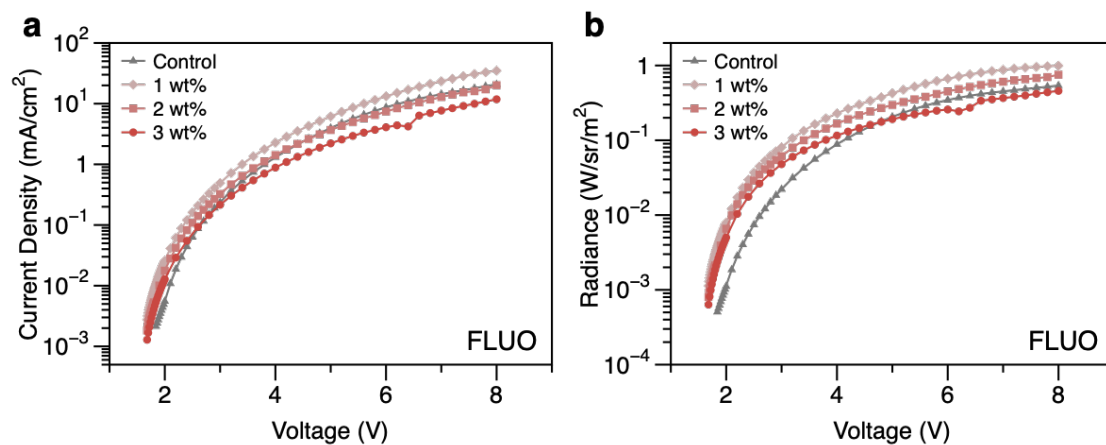 a
Current Density (mA/cm²)
10²
10¹
1
10⁻¹
10⁻²
10⁻³
Control
1 wt%
2 wt%
3 wt%
FLUO
2
4
6
8
Voltage (V)
b
Radiance (W/sr/m²)
1
10⁻¹
10⁻²
10⁻³
10⁻⁴
Control
1 wt%
2 wt%
3 wt%
FLUO
2
4
6
8
Voltage (V)